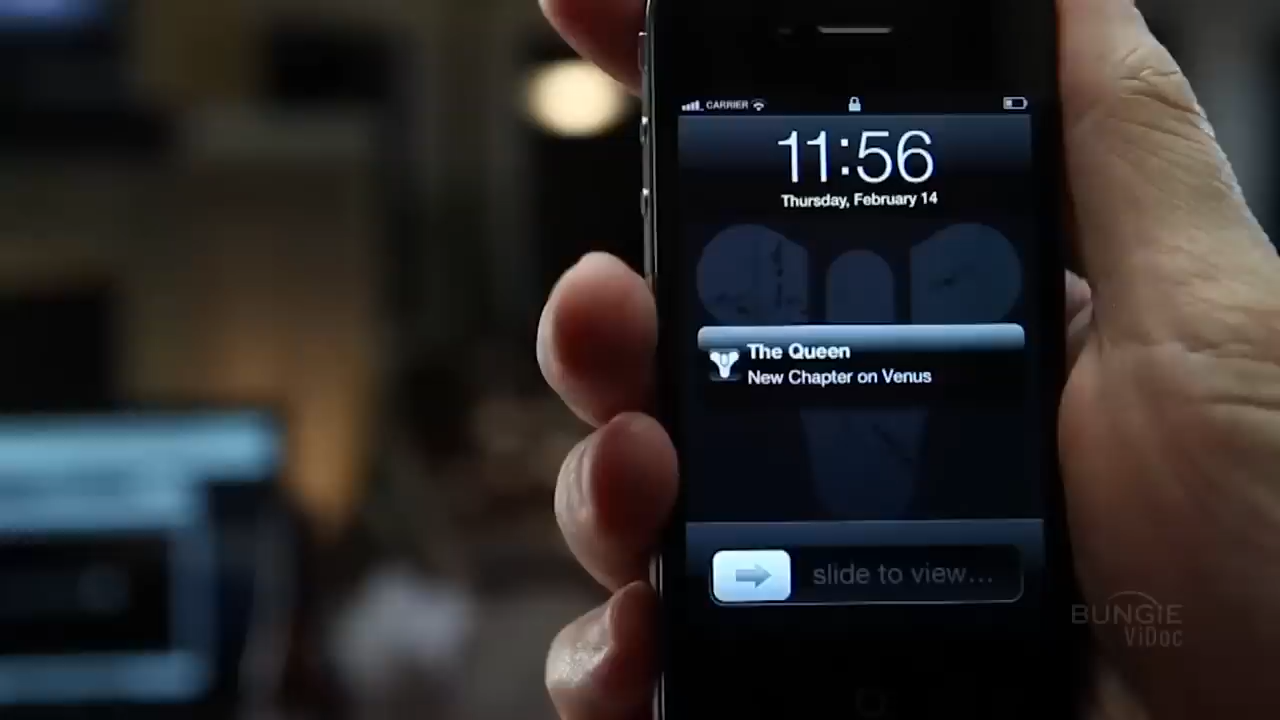 CARRIER
11:56
Thursday, February 14
The Queen
New Chapter on Venus
slide to view...
BUNGIE
ViDoc